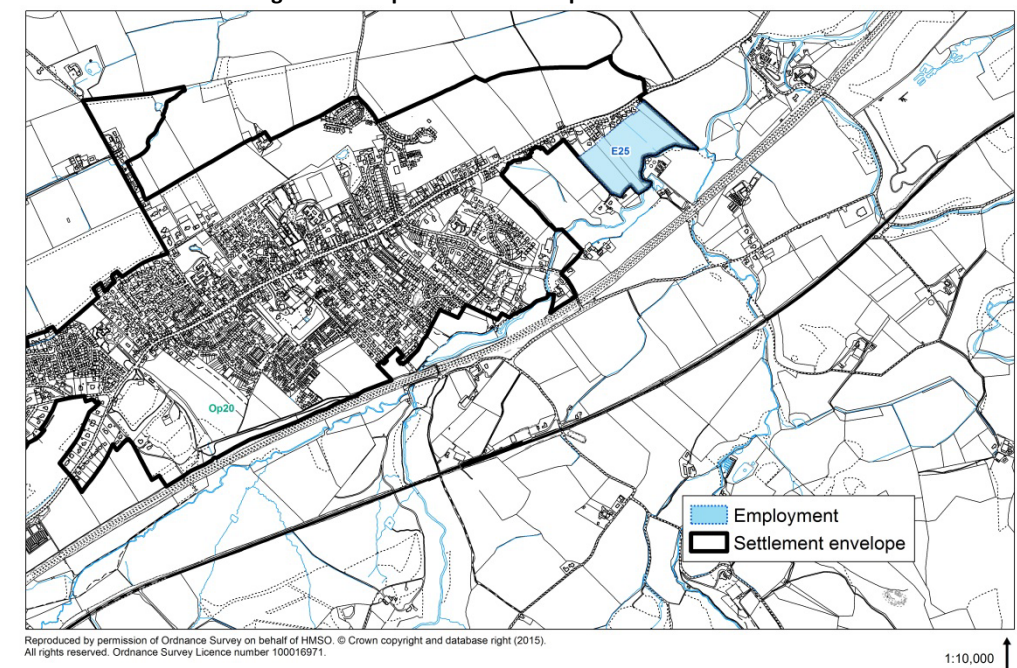 E25
Op20
Employment
Settlement envelope
Reproduced by permission of Ordnance Survey on behalf of HMSO. © Crown copyright and database right (2015).
All rights reserved. Ordnance Survey Licence number 100016971.
1:10,000